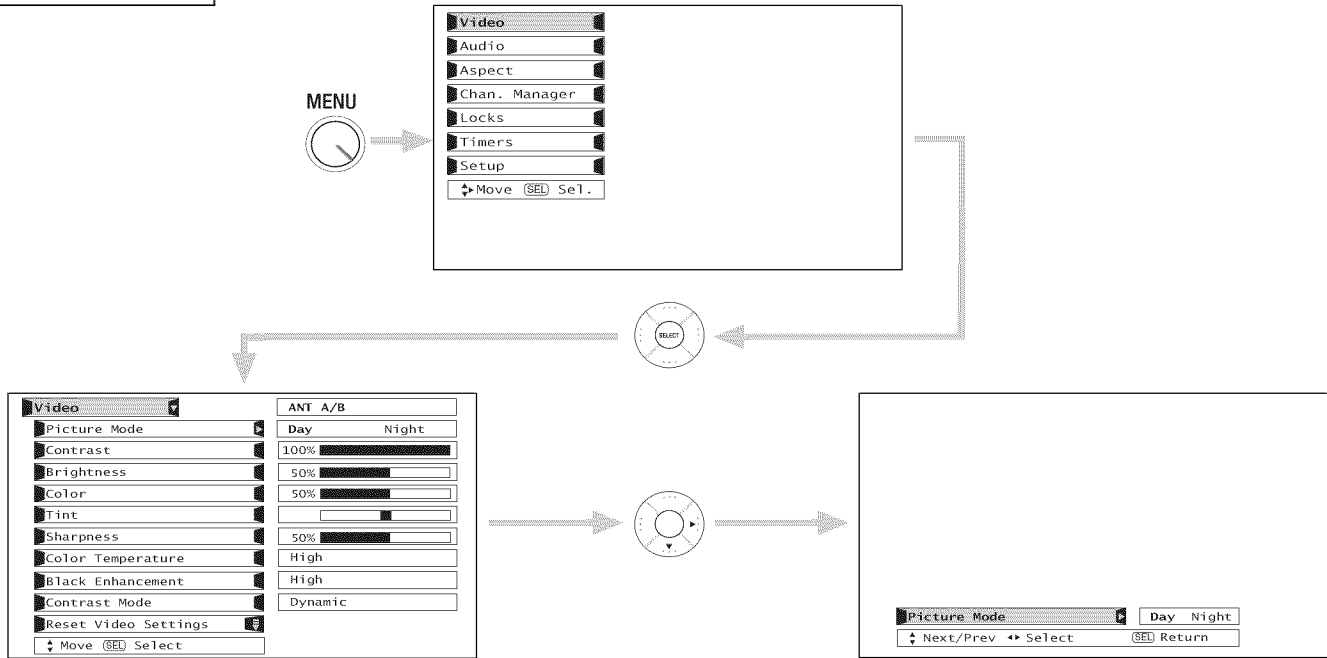 MENU
Video
Audio
Aspect
Chan. Manager
Locks
Timers
Setup
Move SEL Sel.
SELECT
Video ANT A/B
Picture Mode Day Night
Contrast 100%
Brightness 50%
Color 50%
Tint
Sharpness 50%
Color Temperature High
Black Enhancement High
Contrast Mode Dynamic
Reset Video Settings
Move SEL Select
Picture Mode Day Night
Next/Prev Select SEL Return